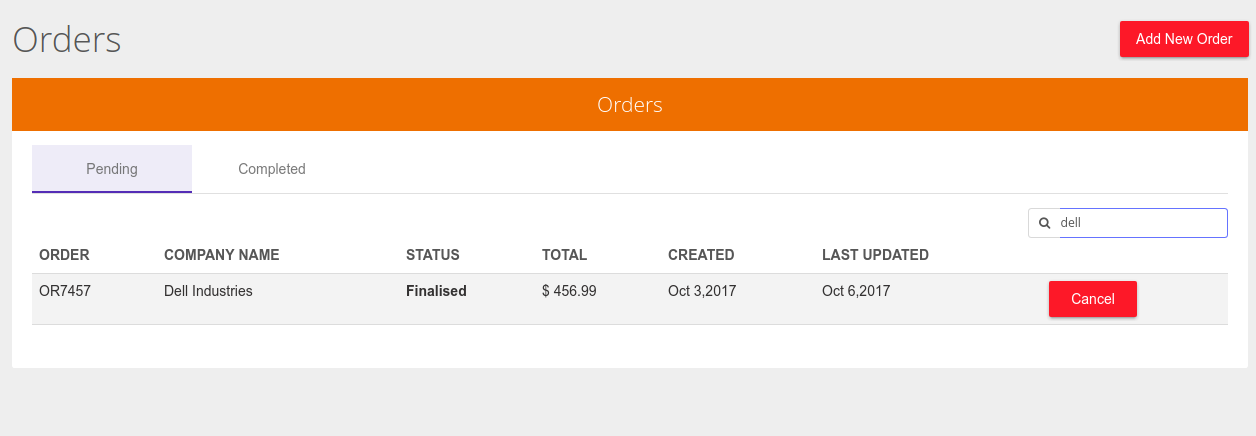 Orders
Add New Order
Orders
Pending Completed
dell
ORDER COMPANY NAME STATUS TOTAL CREATED LAST UPDATED
OR7457 Dell Industries Finalised $ 456.99 Oct 3,2017 Oct 6,2017 Cancel